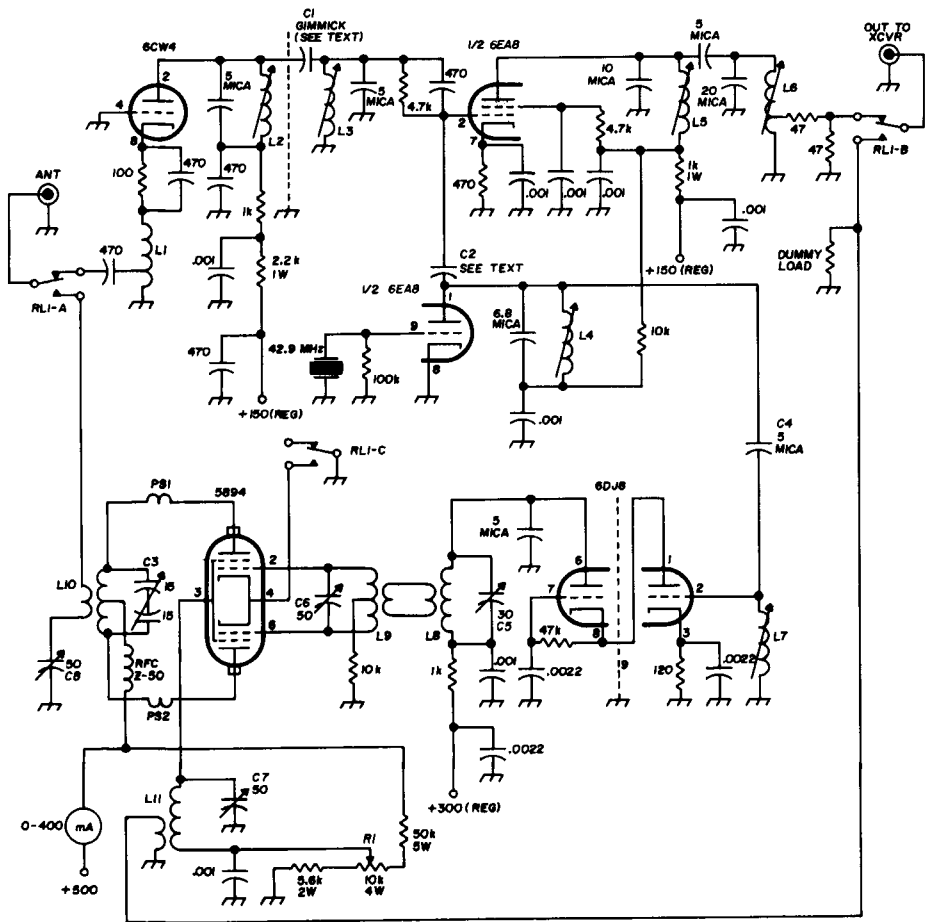 C1
GIMMICK
(SEE TEXT)
6CW4
2
4
8
5
MICA
L2
L3
5
MICA
4.7k
470
1/2 6EA8
2
7
10
MICA
5
MICA
20
MICA
L5
L6
OUT TO
XCVR
47
47
RL1-B
100
470
470
1k
470
.001
.001
4.7k
.001
1k
1W
.001
+150 (REG)
ANT
470
L1
RL1-A
.001
2.2k
1W
470
+150 (REG)
C2
SEE TEXT
1/2 6EA8
1
9
8
42.9 MHz
100k
6.8
MICA
L4
10k
.001
DUMMY
LOAD
C4
5
MICA
RL1-C
PS1
5894
2
3
4
6
L10
C3
15
15
RFC
Z-50
50
C8
PS2
C6
50
L9
10k
L8
30
C5
1k
.001
.0022
+300 (REG)
5
MICA
6DJ8
6
7
8
47k
.0022
9
1
2
3
120
.0022
L7
0-400
mA
+500
L11
C7
50
.001
5.6k
2W
R1
10k
4W
50k
5W